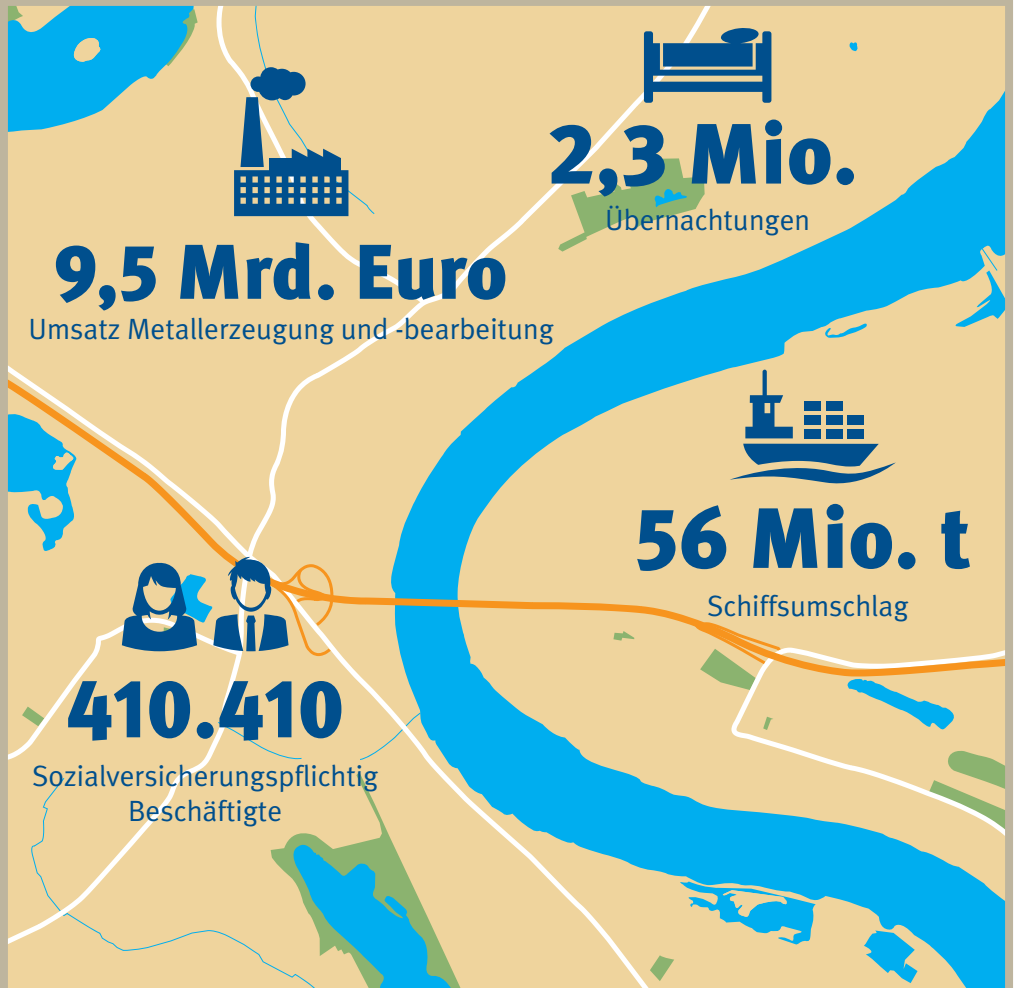 2,3 Mio.
Übernachtungen
9,5 Mrd. Euro
Umsatz Metallerzeugung und -bearbeitung
56 Mio. t
Schiffsumschlag
410.410
Sozialversicherungspflichtig
Beschäftigte